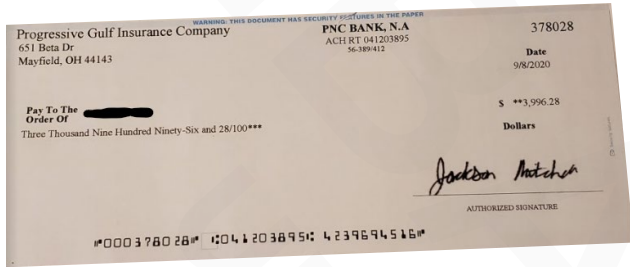 WARNING: THIS DOCUMENT HAS SECURITY FEATURES IN THE PAPER
Progressive Gulf Insurance Company
651 Beta Dr
Mayfield, OH 44143
PNC BANK, N.A
ACH RT 041203895
56-389/412
378028
Date
9/8/2020
Pay To The
Order Of
$ **3,996.28
Three Thousand Nine Hundred Ninety-Six and 28/100***
Dollars
Jackson
AUTHORIZED SIGNATURE
⑈000378028⑈ ⑆041203895⑆ 4239694516⑈